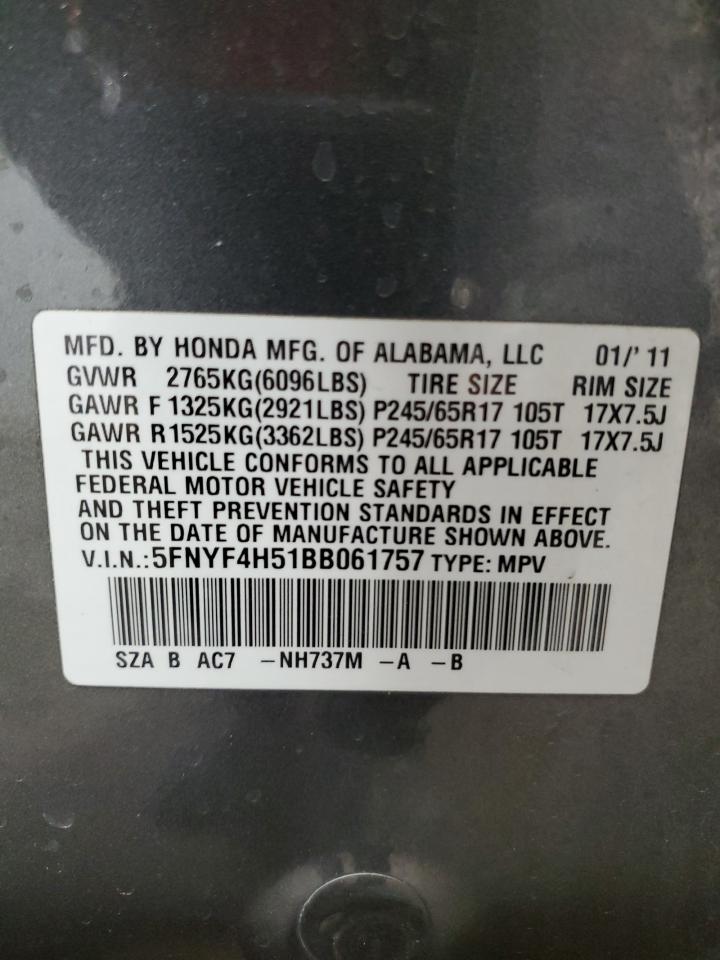 MFD. BY HONDA MFG. OF ALABAMA, LLC 01/'11
GVWR 2765KG(6096LBS) TIRE SIZE RIM SIZE
GAWR F 1325KG(2921LBS) P245/65R17 105T 17X7.5J
GAWR R 1525KG(3362LBS) P245/65R17 105T 17X7.5J
THIS VEHICLE CONFORMS TO ALL APPLICABLE
FEDERAL MOTOR VEHICLE SAFETY
AND THEFT PREVENTION STANDARDS IN EFFECT
ON THE DATE OF MANUFACTURE SHOWN ABOVE.
V.I.N.:5FNYF4H51BB061757 TYPE: MPV
SZA B AC7 -NH737M -A -B